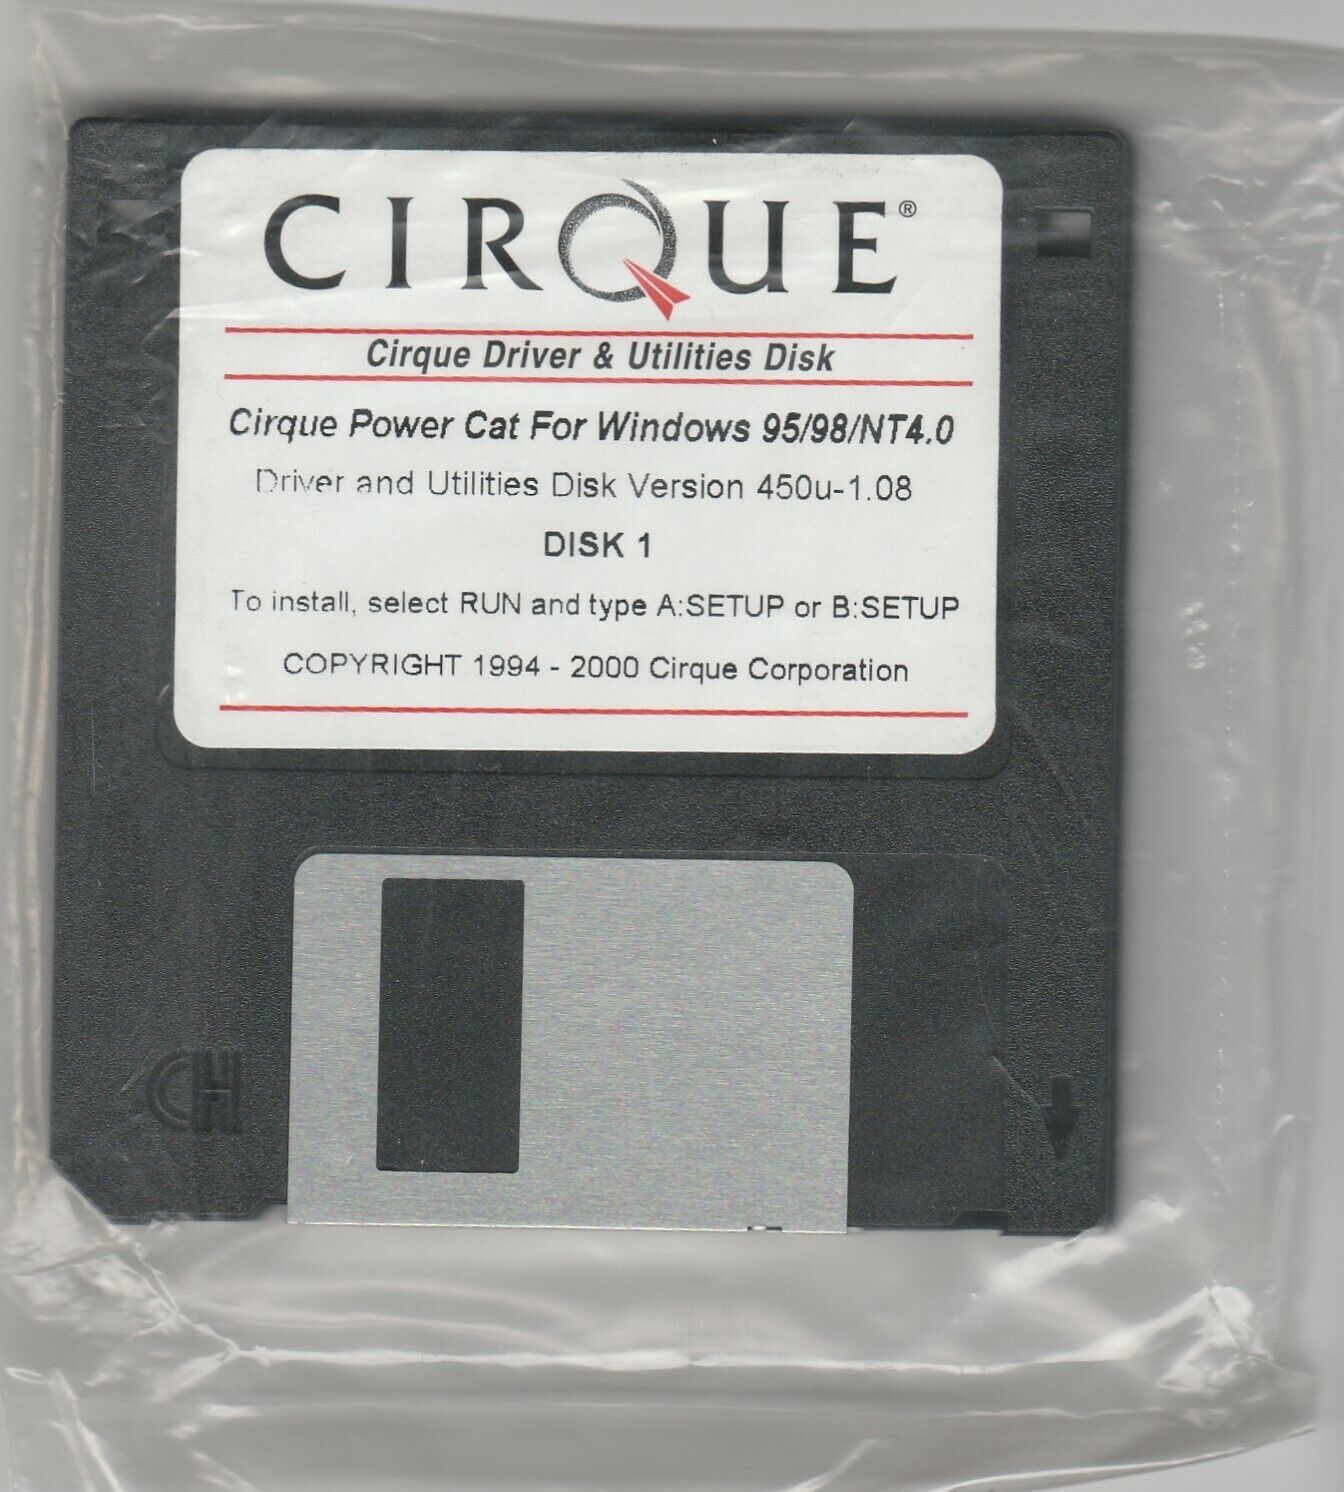 CIRQUE®
Cirque Driver & Utilities Disk
Cirque Power Cat For Windows 95/98/NT4.0
Driver and Utilities Disk Version 450u-1.08
DISK 1
To install, select RUN and type A:SETUP or B:SETUP
COPYRIGHT 1994 - 2000 Cirque Corporation
CH